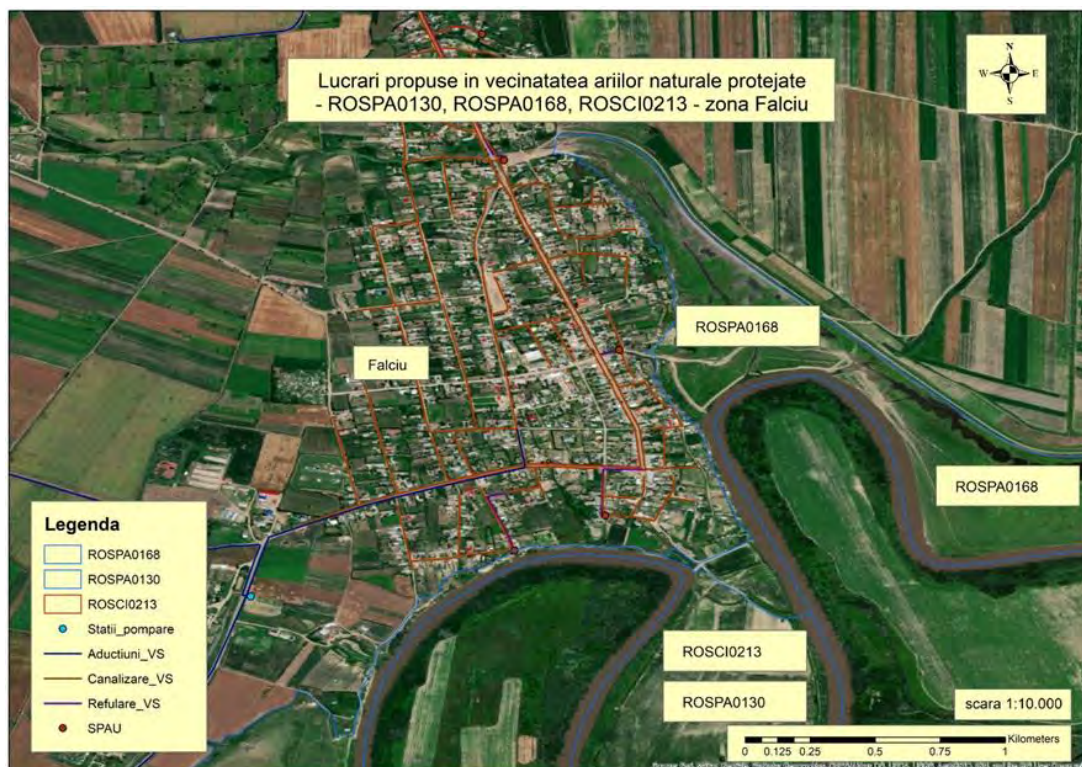 Lucrari propuse in vecinatatea ariilor naturale protejate
- ROSPA0130, ROSPA0168, ROSCI0213 - zona Falciu
N
W E
S
ROSPA0168
Falciu
ROSPA0168
Legenda
ROSPA0168
ROSPA0130
ROSCI0213
Statii_pompare
Aductiuni_VS
Canalizare_VS
Refulare_VS
SPAU
ROSCI0213
ROSPA0130
scara 1:10.000
Kilometers
0 0.125 0.25 0.5 0.75 1